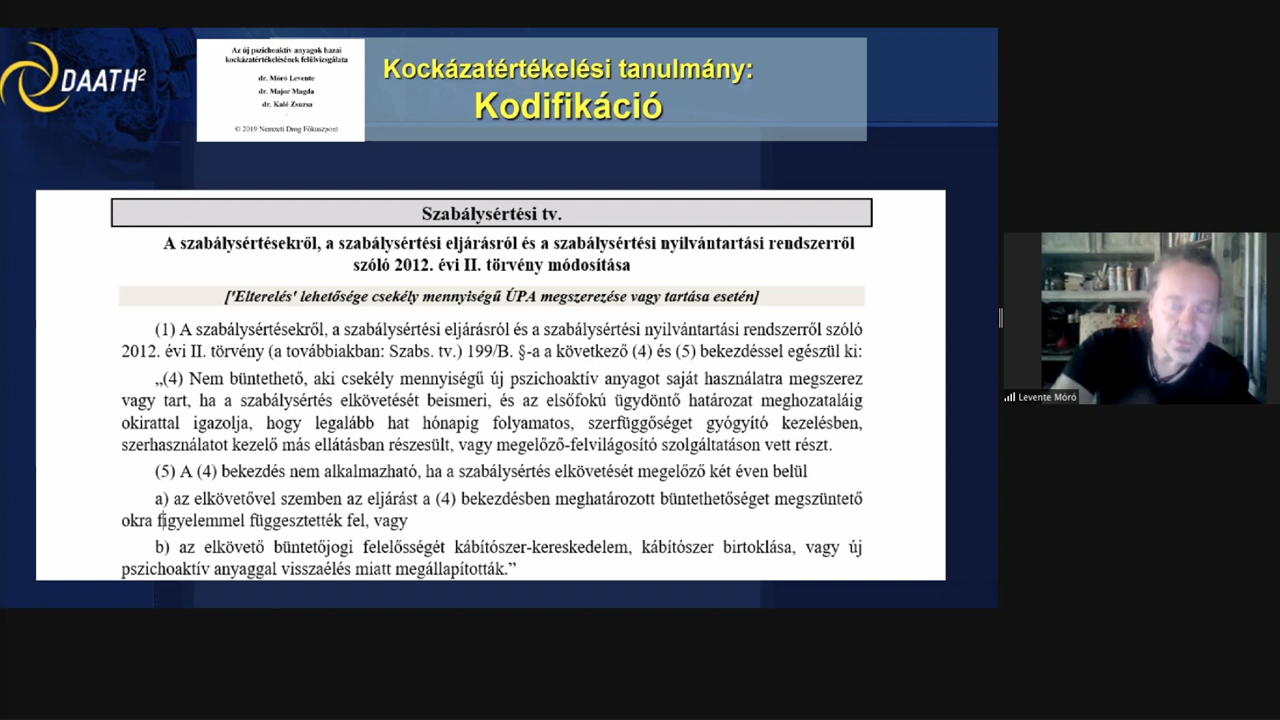 DAATH²
Az új pszichoaktív anyagok hazai
kockázatértékelésének felülvizsgálata
dr. Móró Levente
dr. Major Magda
dr. Kaló Zsuzsa
© 2019 Nemzeti Drog Fókuszpont
Kockázatértékelési tanulmány:
Kodifikáció
Szabálysértési tv.
A szabálysértésekről, a szabálysértési eljárásról és a szabálysértési nyilvántartási rendszerről
szóló 2012. évi II. törvény módosítása
['Elterelés' lehetősége csekély mennyiségű ÚPA megszerezése vagy tartása esetén]
(1) A szabálysértésekről, a szabálysértési eljárásról és a szabálysértési nyilvántartási rendszerről szóló
2012. évi II. törvény (a továbbiakban: Szabs. tv.) 199/B. §-a a következő (4) és (5) bekezdéssel egészül ki:
„(4) Nem büntethető, aki csekély mennyiségű új pszichoaktív anyagot saját használatra megszerez
vagy tart, ha a szabálysértés elkövetését beismeri, és az elsőfokú ügydöntő határozat meghozataláig
okirattal igazolja, hogy legalább hat hónapig folyamatos, szerfüggőséget gyógyító kezelésben,
szerhasználatot kezelő más ellátásban részesült, vagy megelőző-felvilágosító szolgáltatáson vett részt.
(5) A (4) bekezdés nem alkalmazható, ha a szabálysértés elkövetését megelőző két éven belül
a) az elkövetővel szemben az eljárást a (4) bekezdésben meghatározott büntethetőséget megszüntető
okra figyelemmel függesztették fel, vagy
b) az elkövető büntetőjogi felelősségét kábítószer-kereskedelem, kábítószer birtoklása, vagy új
pszichoaktív anyaggal visszaélés miatt megállapították.”
Levente Móró